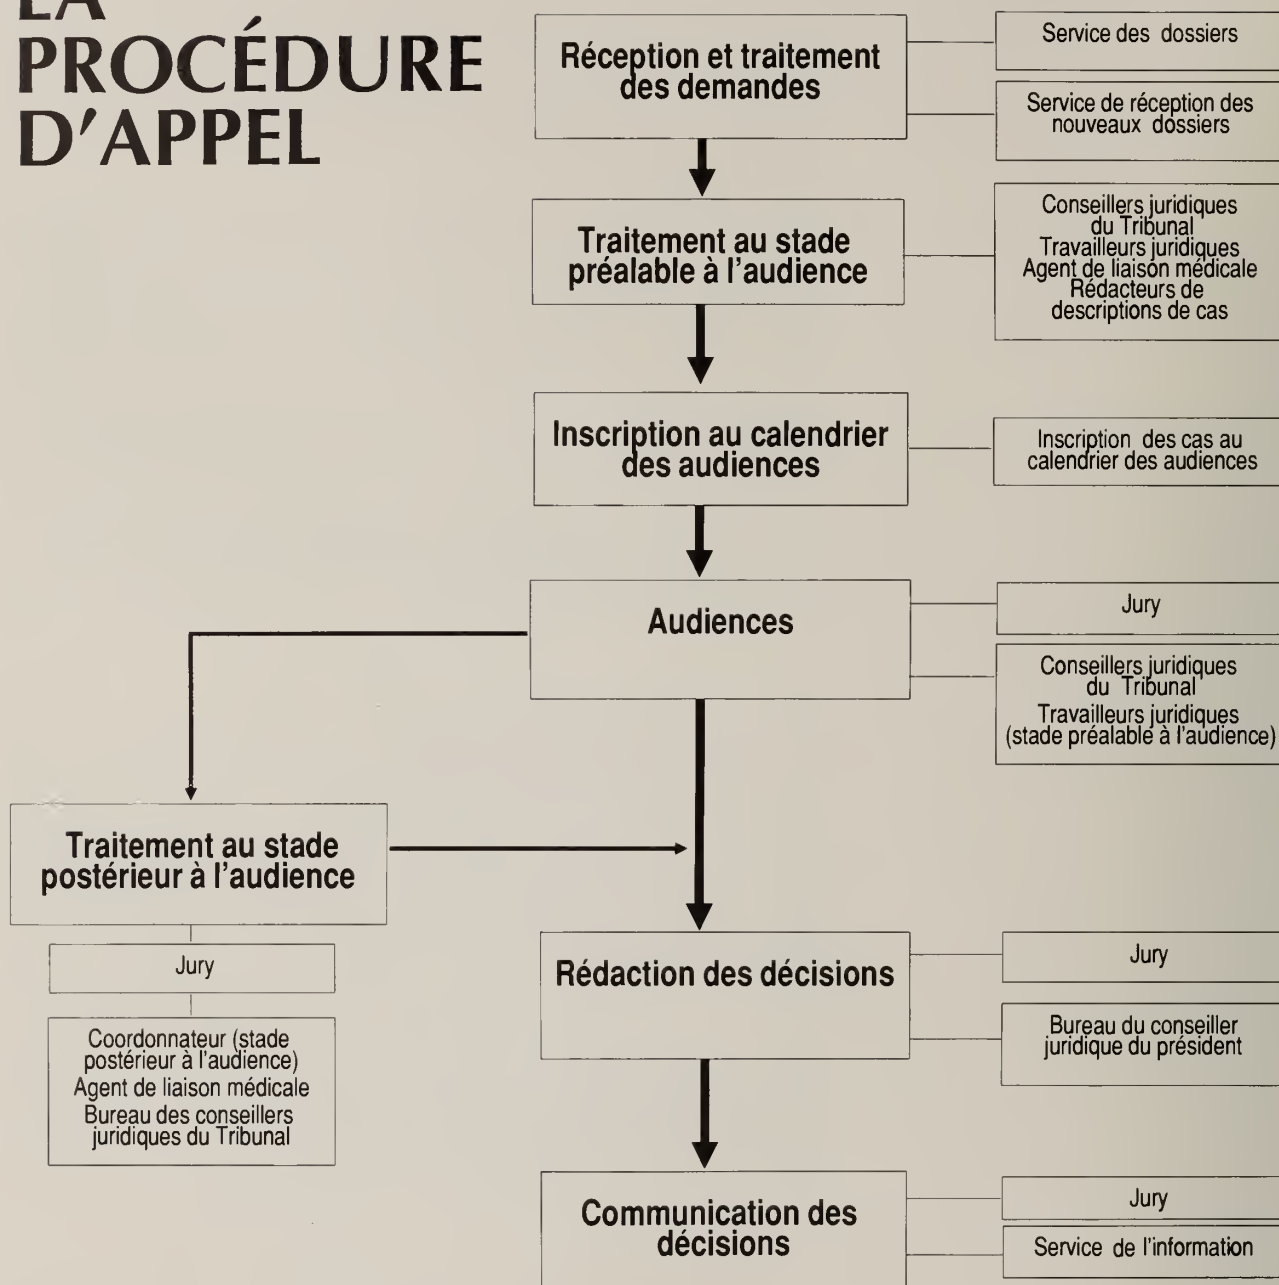 LA
PROCÉDURE
D'APPEL
Réception et traitement
des demandes
Service des dossiers
Service de réception des
nouveaux dossiers
Traitement au stade
préalable à l'audience
Conseillers juridiques
du Tribunal
Travailleurs juridiques
Agent de liaison médicale
Rédacteurs de
descriptions de cas
Inscription au calendrier
des audiences
Inscription des cas au
calendrier des audiences
Audiences
Jury
Conseillers juridiques
du Tribunal
Travailleurs juridiques
(stade préalable à l'audience)
Traitement au stade
postérieur à l'audience
Jury
Coordonnateur (stade
postérieur à l'audience)
Agent de liaison médicale
Bureau des conseillers
juridiques du Tribunal
Rédaction des décisions
Jury
Bureau du conseiller
juridique du président
Communication des
décisions
Jury
Service de l'information